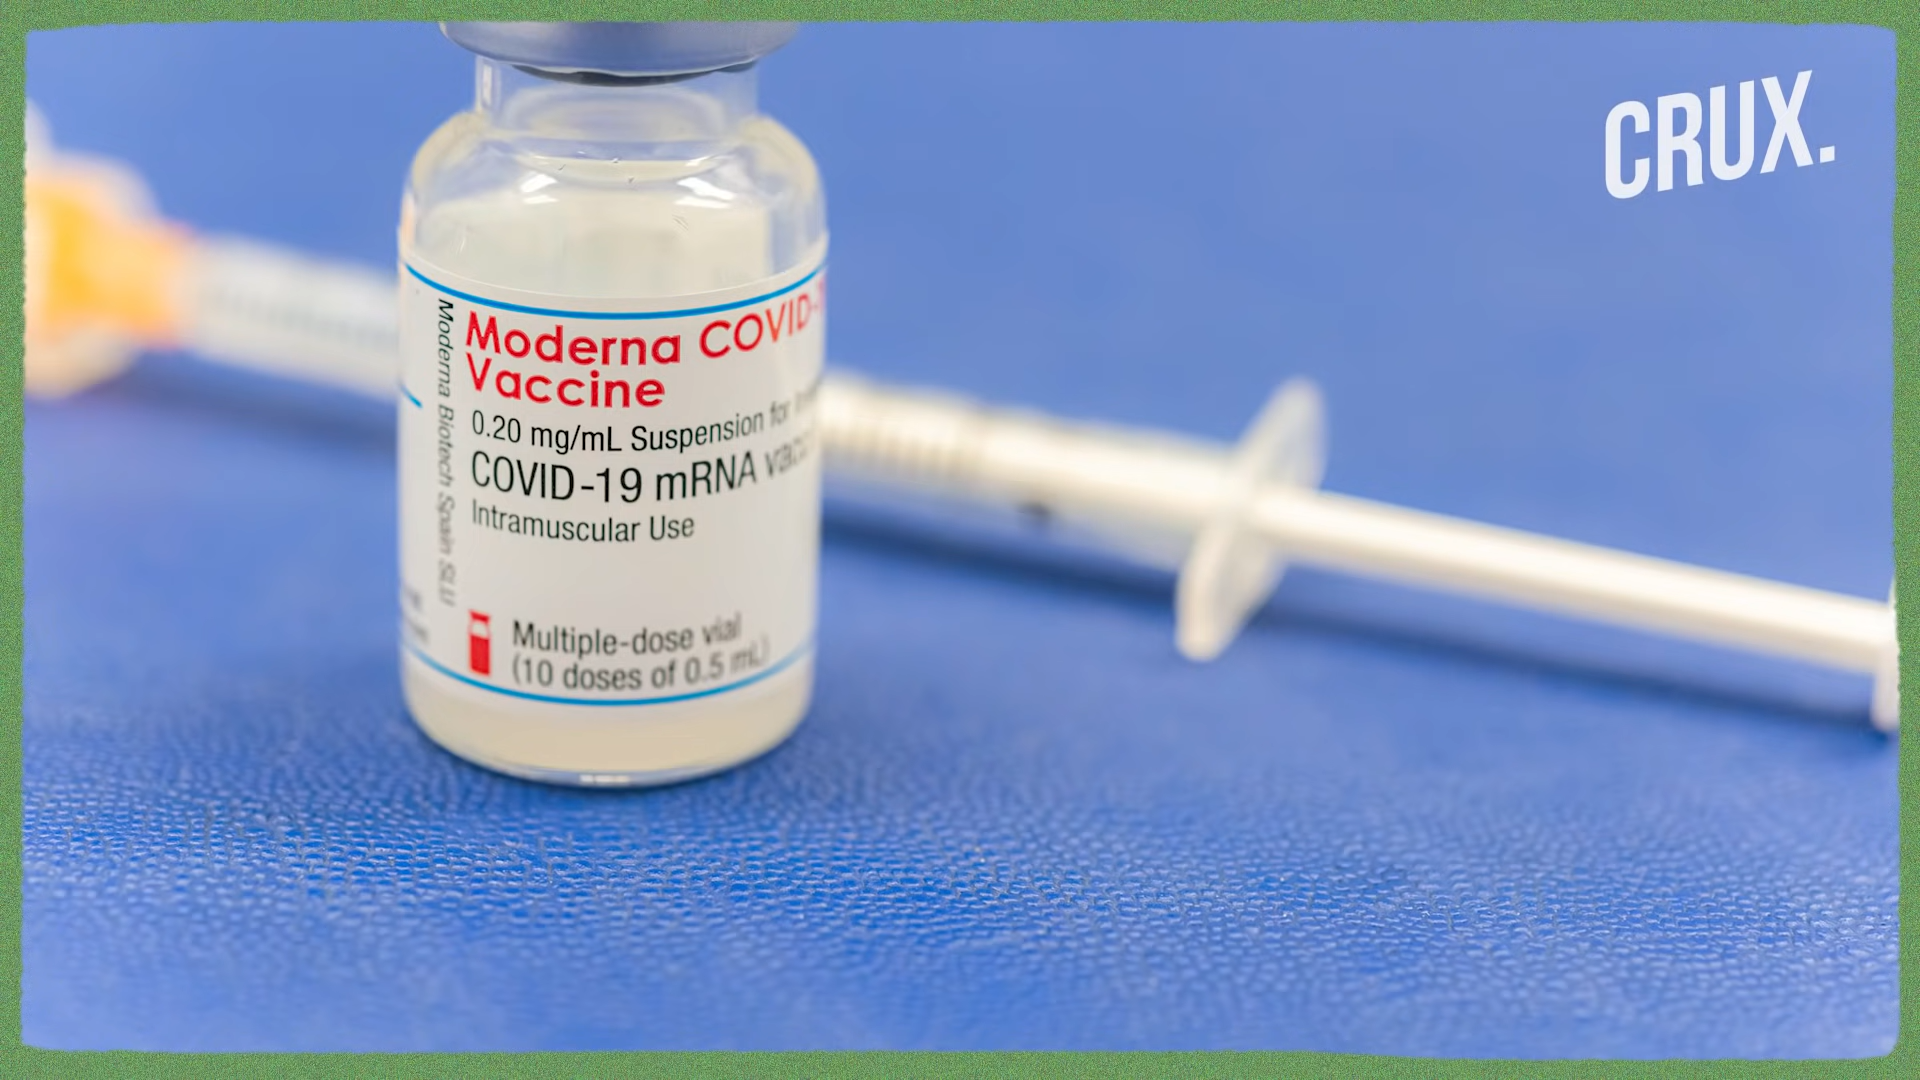 CRUX.
Moderna COVID-
Vaccine
0.20 mg/mL Suspension for
COVID-19 mRNA
Intramuscular Use
Multiple-dose vial
(10 doses of 0.5 mL)
Moderna Biotech Spain SLU